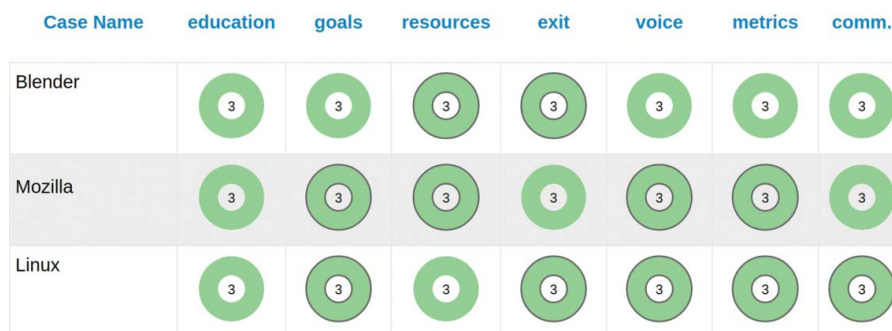 Case Name education goals resources exit voice metrics comm.
Blender 3 3 3 3 3 3 3
Mozilla 3 3 3 3 3 3 3
Linux 3 3 3 3 3 3 3